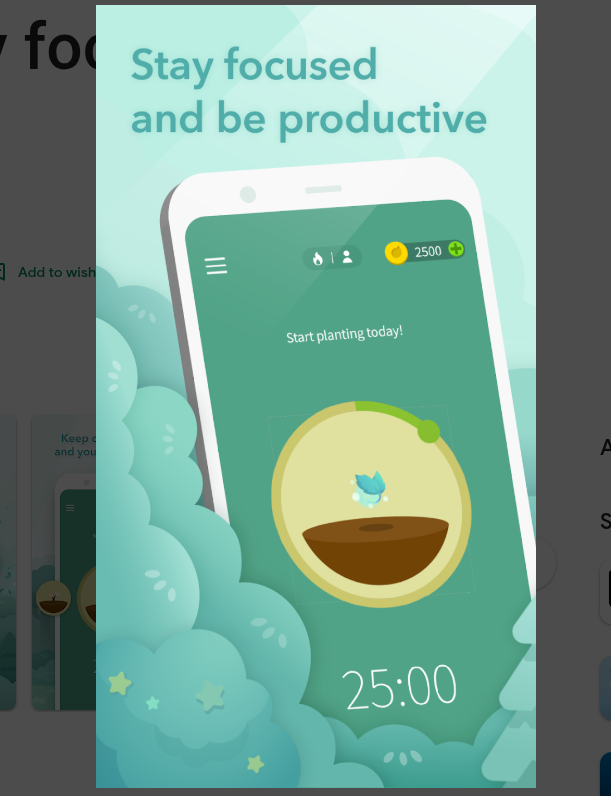 Stay focused
and be productive
y foc
2500
Add to wish
Start planting today!
Keep
and you
25:00
A
S